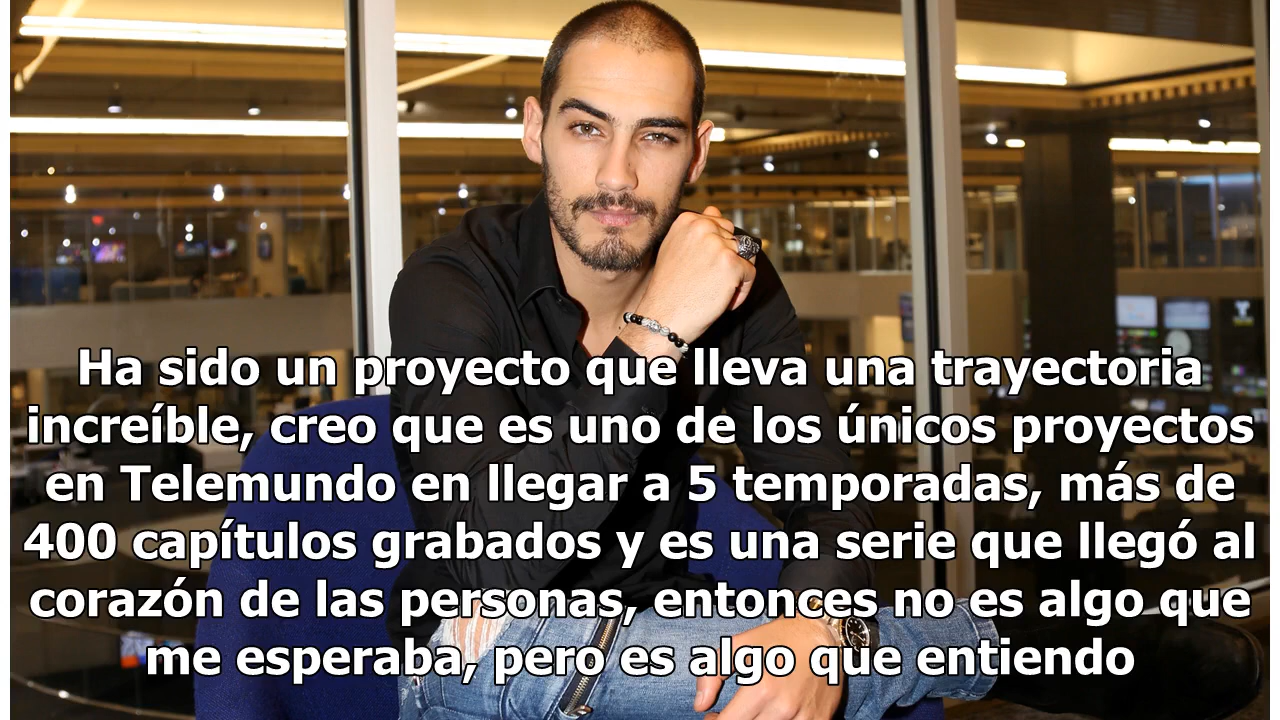 Ha sido un proyecto que lleva una trayectoria
increíble, creo que es uno de los únicos proyectos
en Telemundo en llegar a 5 temporadas, más de
400 capítulos grabados y es una serie que llegó al
corazón de las personas, entonces no es algo que
me esperaba, pero es algo que entiendo